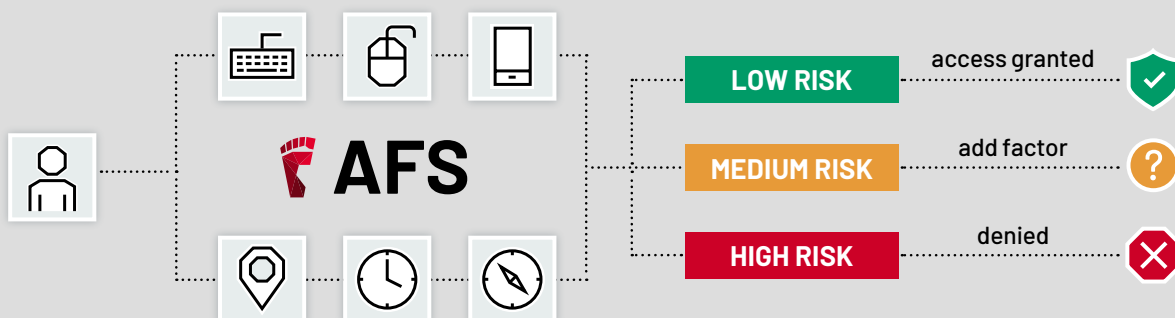 AFS
LOW RISK
access granted
MEDIUM RISK
add factor
HIGH RISK
denied